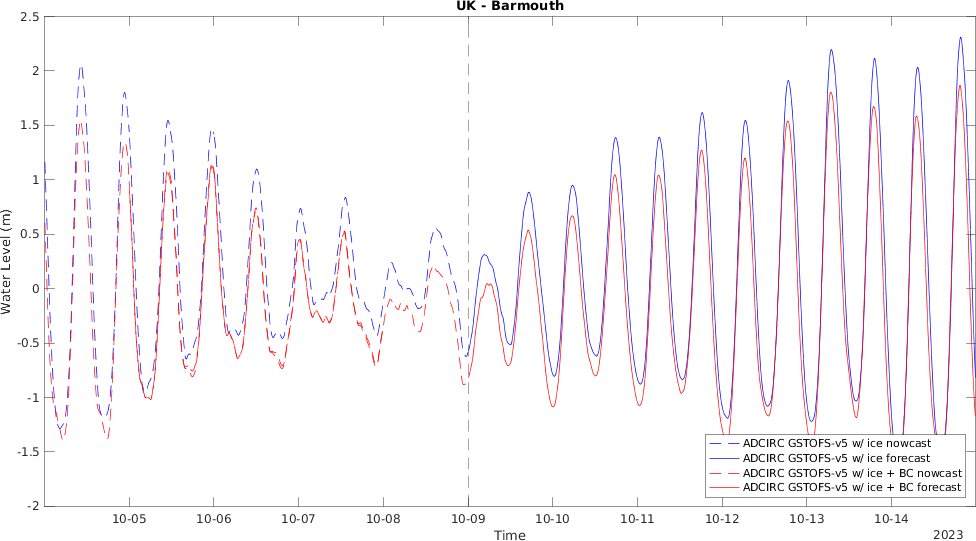 UK - Barmouth
2.5
2
1.5
1
0.5
0
-0.5
-1
-1.5
-2
Water Level (m)
ADCIRC GSTOFS-v5 w/ ice nowcast
ADCIRC GSTOFS-v5 w/ ice forecast
ADCIRC GSTOFS-v5 w/ ice + BC nowcast
ADCIRC GSTOFS-v5 w/ ice + BC forecast
10-05 10-06 10-07 10-08 10-09 10-10 10-11 10-12 10-13 10-14
Time
2023